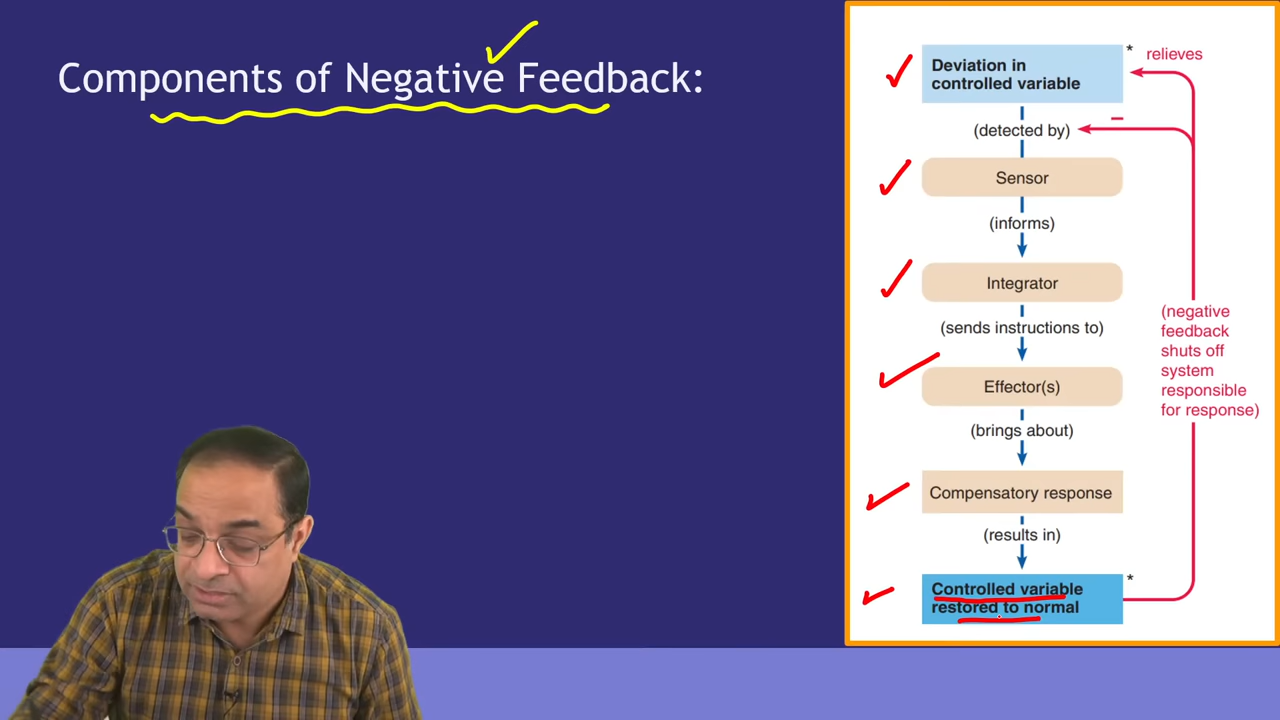 Components of Negative Feedback:
Deviation in
controlled variable
*
relieves
(detected by)
–
Sensor
(informs)
Integrator
(sends instructions to)
(negative
feedback
shuts off
system
responsible
for response)
Effector(s)
(brings about)
Compensatory response
(results in)
Controlled variable
restored to normal
*